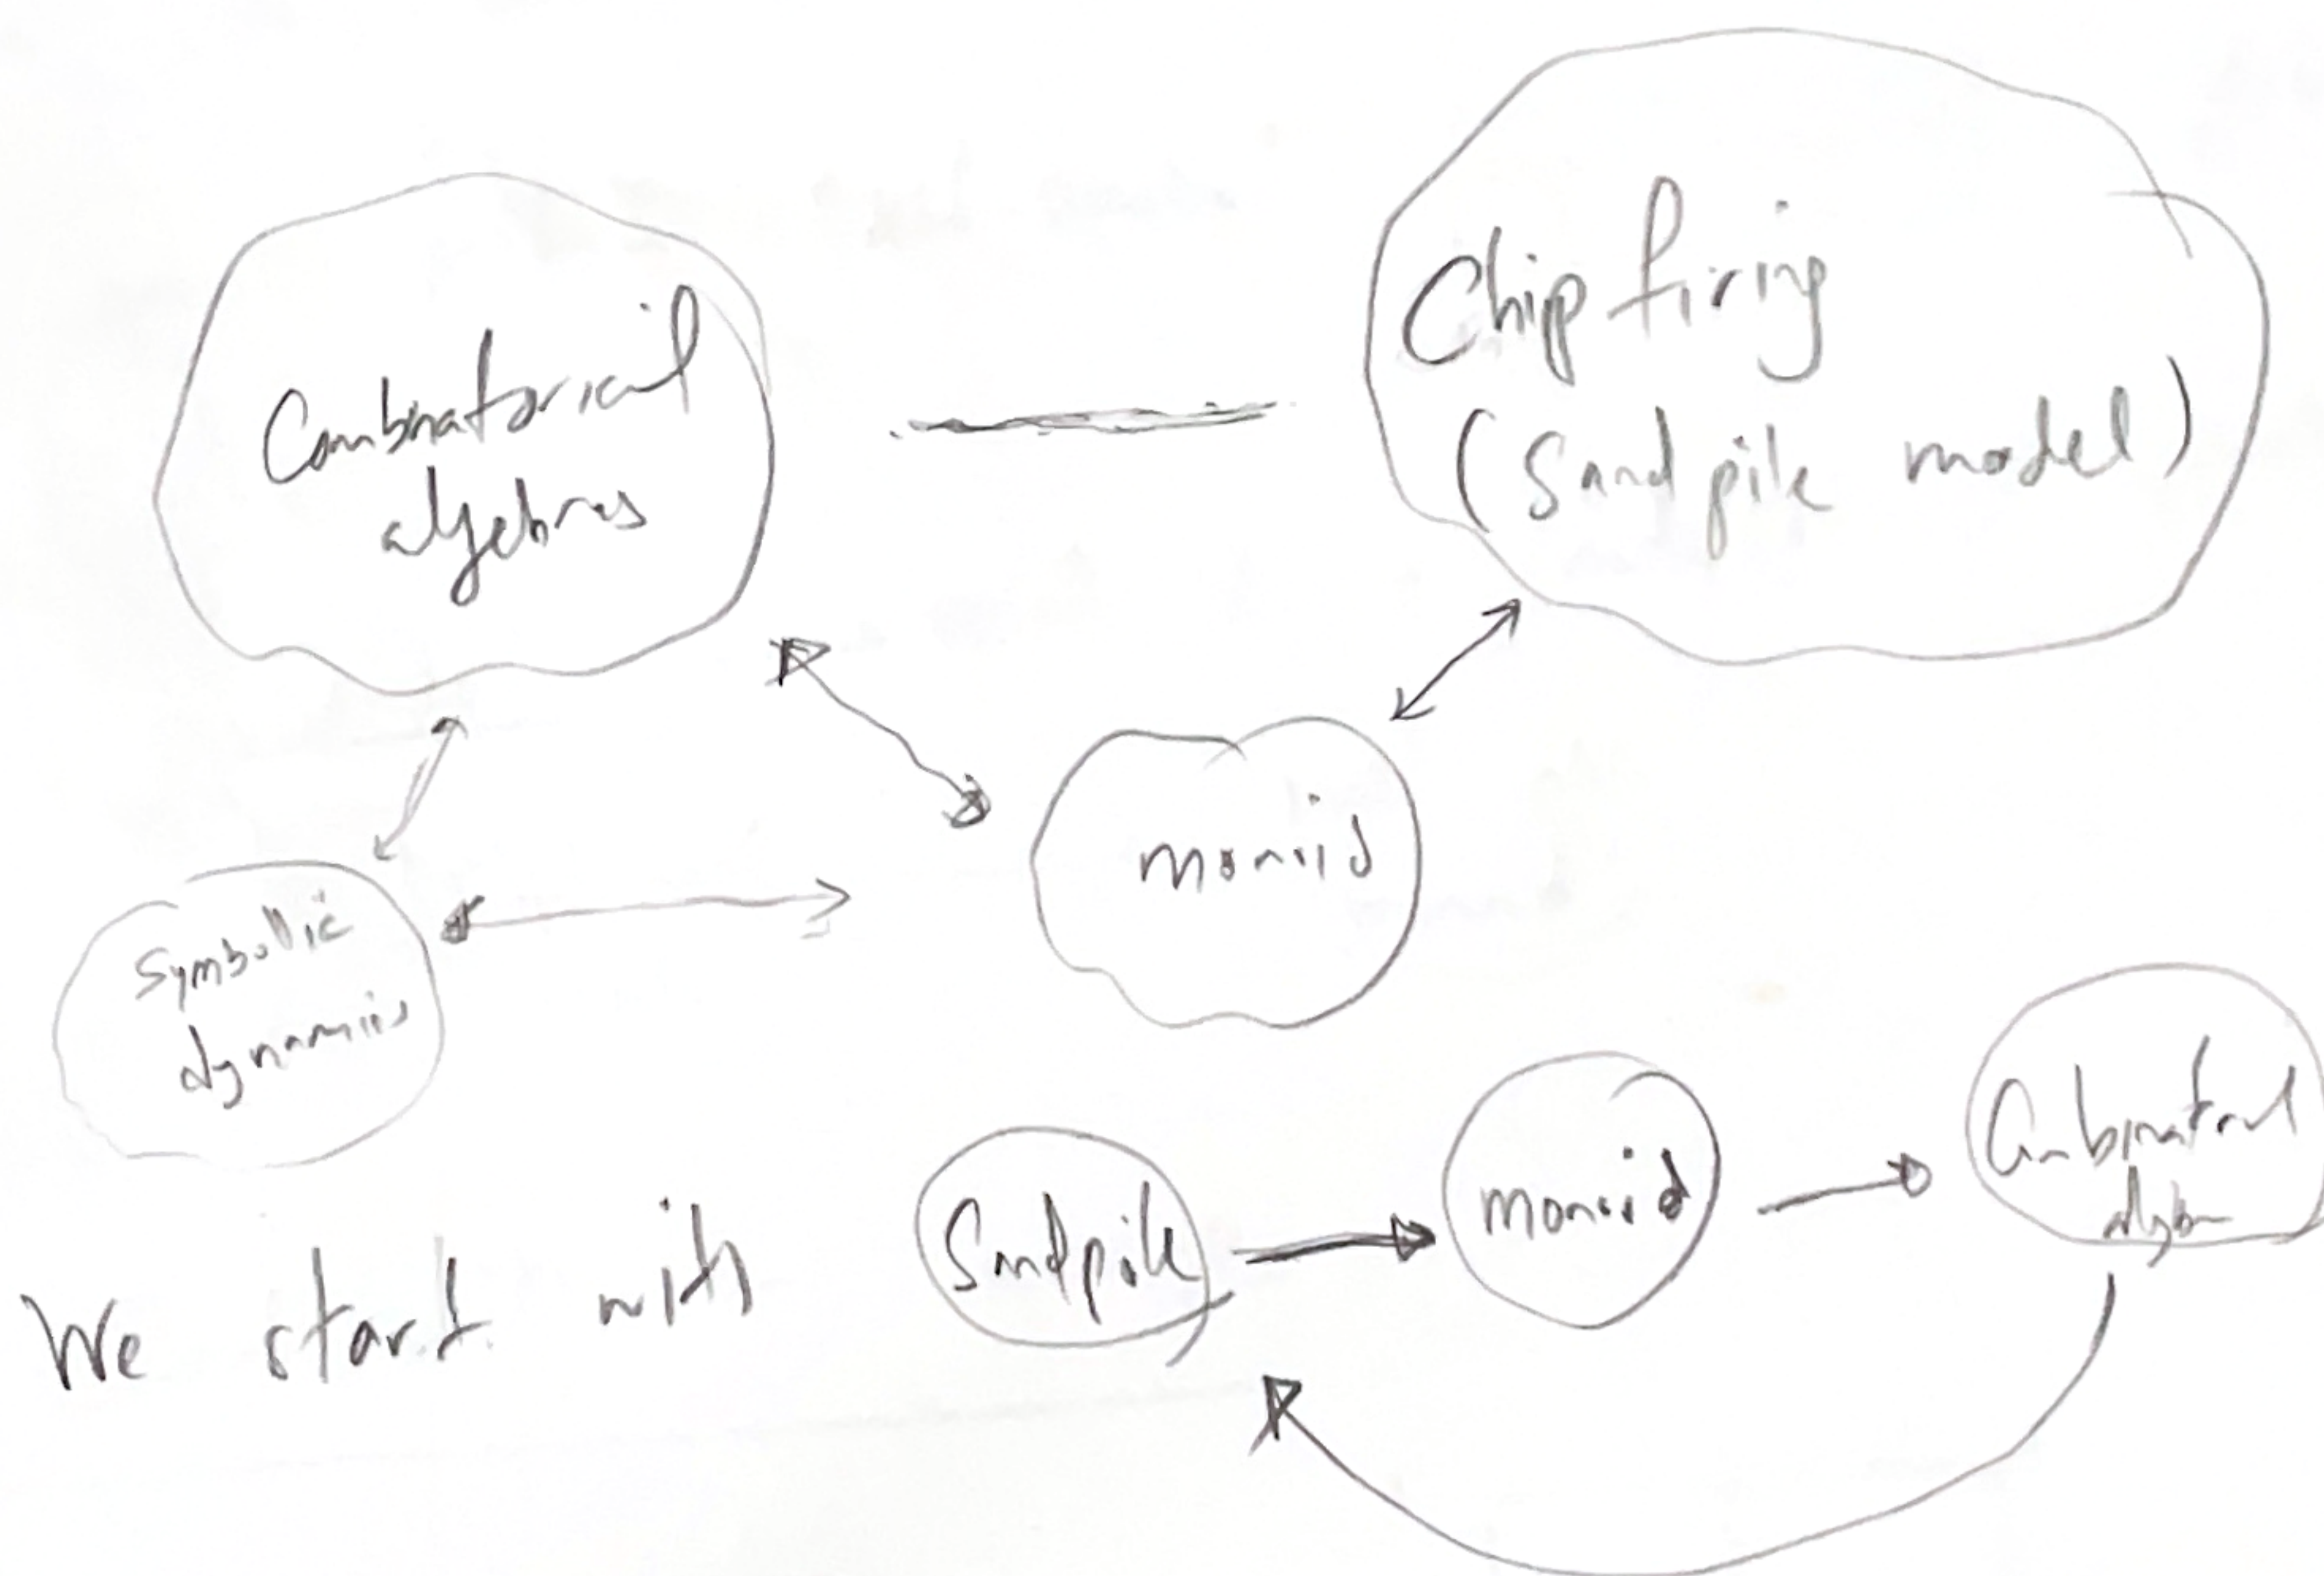 Combinatorial
algebras
Chip firing
(Sandpile model)
monoid
Symbolic
dynamics
We start with
Sandpile
monoid
Combinatorial
algebra